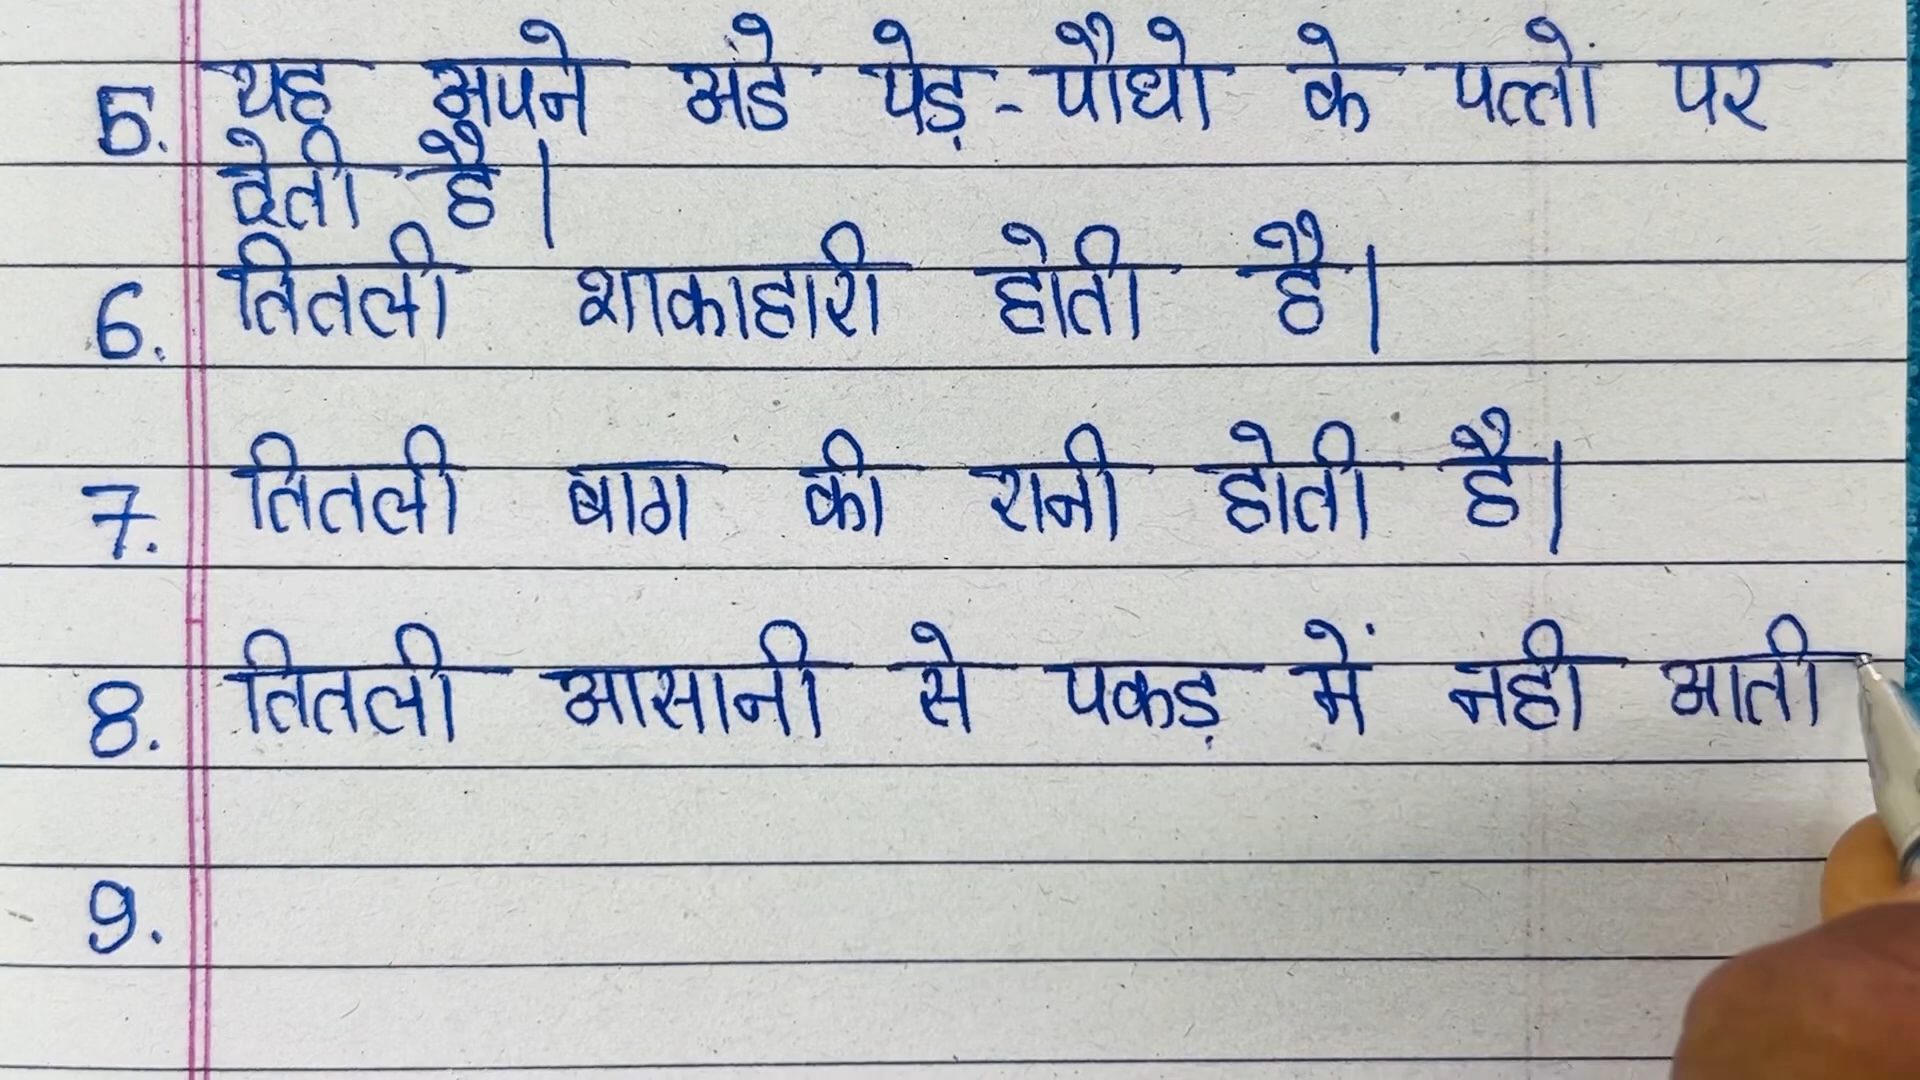 5. यह अपने अंडे पेड़-पौधो के पत्तों पर
देती है।
6. तितली शाकाहारी होती है।
7. तितली बाग की रानी होती है।
8. तितली आसानी से पकड़ में नही आती
9.